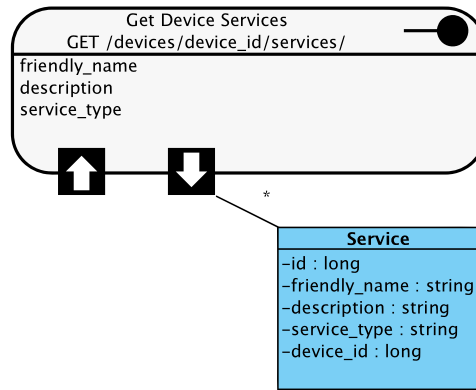 Get Device Services
GET /devices/device_id/services/
friendly_name
description
service_type
*
Service
-id : long
-friendly_name : string
-description : string
-service_type : string
-device_id : long